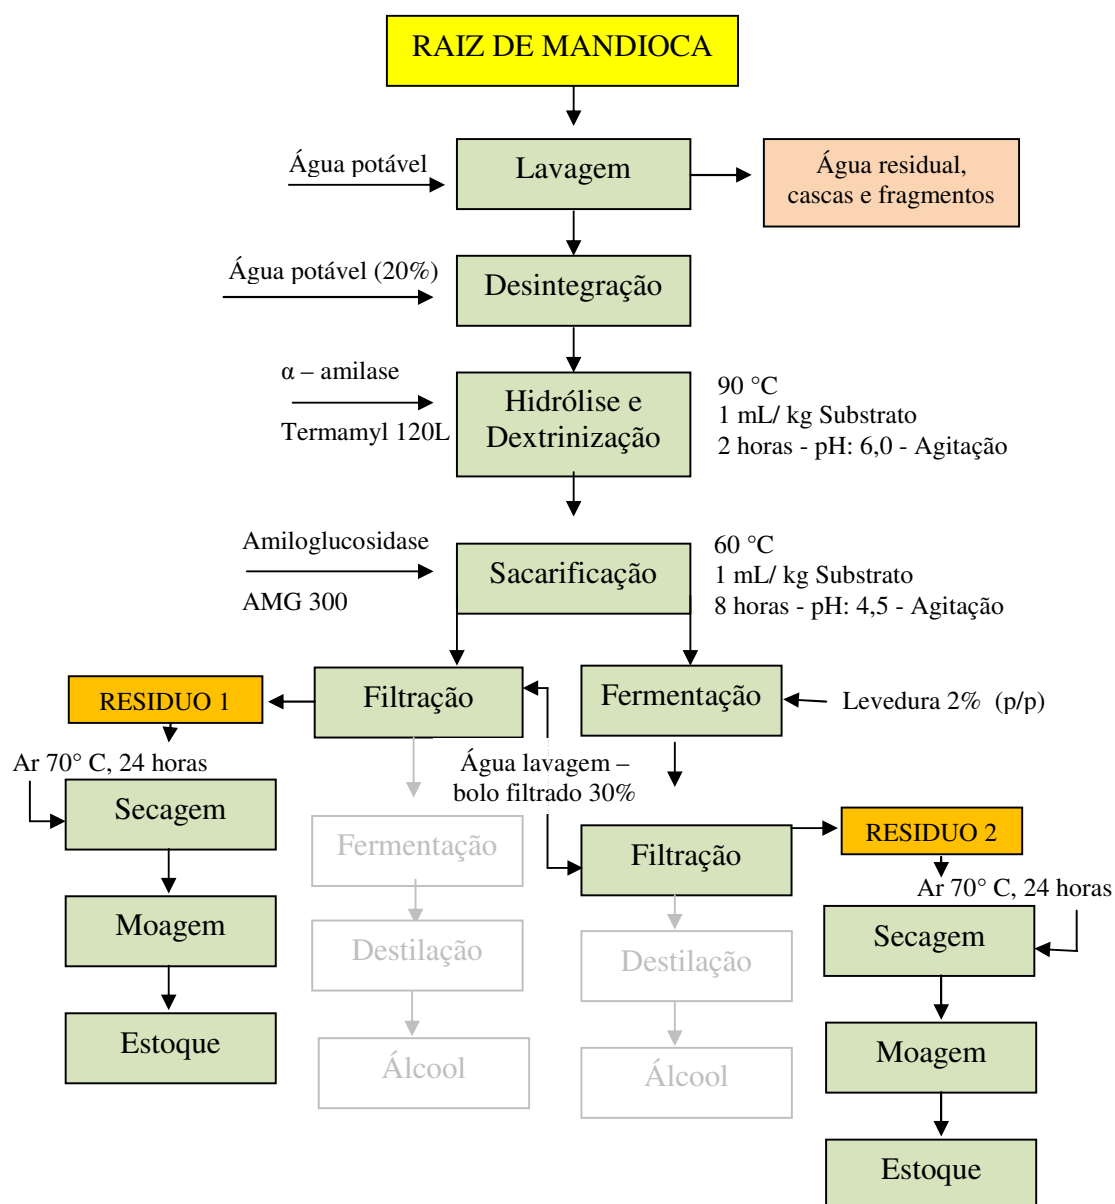 RAIZ DE MANDIOCA
Água potável
Lavagem
Água residual,
cascas e fragmentos
Água potável (20%)
Desintegração
α – amilase
Termamyl 120L
Hidrólise e
Dextrinização
90 °C
1 mL/ kg Substrato
2 horas - pH: 6,0 - Agitação
Amiloglucosidase
AMG 300
Sacarificação
60 °C
1 mL/ kg Substrato
8 horas - pH: 4,5 - Agitação
RESIDUO 1
Filtração
Fermentação
Levedura 2%  (p/p)
Ar 70° C, 24 horas
Água lavagem –
bolo filtrado 30%
Secagem
Fermentação
Filtração
RESIDUO 2
Ar 70° C, 24 horas
Moagem
Destilação
Destilação
Secagem
Estoque
Álcool
Álcool
Moagem
Estoque